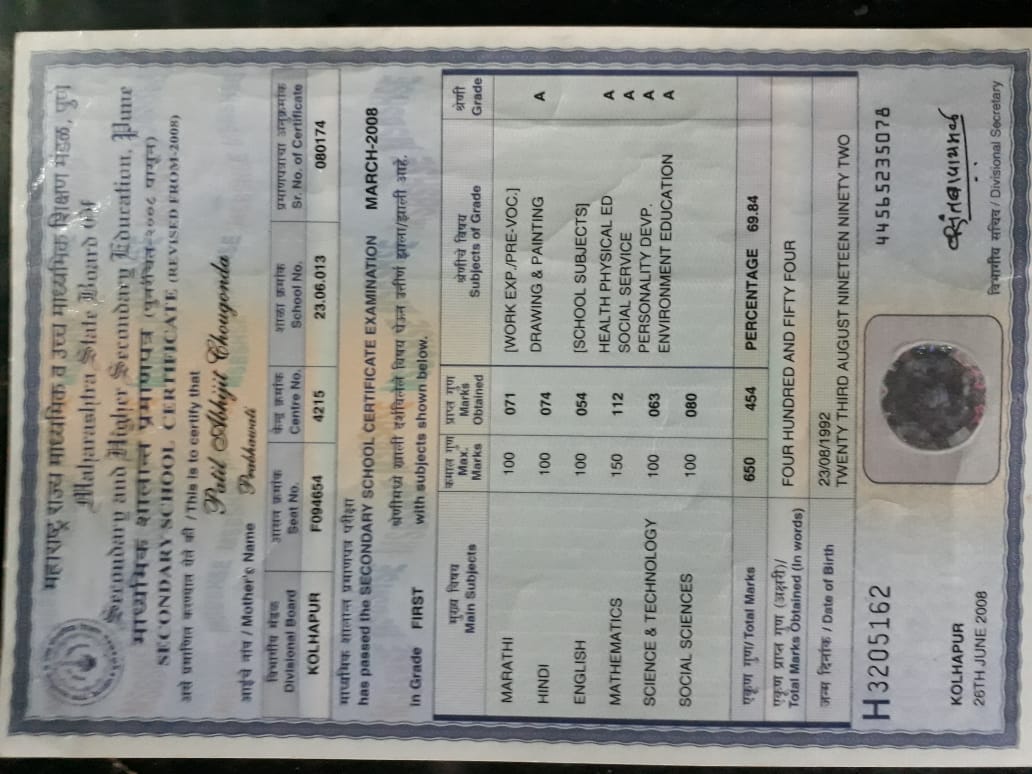 महाराष्ट्र राज्य माध्यमिक व उच्च माध्यमिक शिक्षण मंडळ, पुणे
Maharashtra State Board Of
Secondary and Higher Secondary Education, Pune
माध्यमिक शालान्त प्रमाणपत्र (पुनर्रचित-२००८ पासून)
SECONDARY SCHOOL CERTIFICATE (REVISED FROM-2008)
असे प्रमाणित करण्यात येते की / This is to certify that
Patil Abhijit Chougonda
आईचे नांव / Mother's Name Prabhawati
विभागीय मंडळ आसन क्रमांक केन्द्र क्रमांक शाळा क्रमांक प्रमाणपत्राचा अनुक्रमांक
Divisional Board Seat No. Centre No. School No. Sr. No. of Certificate
KOLHAPUR F094654 4215 23.06.013 080174
माध्यमिक शालान्त प्रमाणपत्र परीक्षा
has passed the SECONDARY SCHOOL CERTIFICATE EXAMINATION MARCH-2008
श्रेणीमध्ये खाली दर्शविलेले विषय घेऊन उत्तीर्ण झाला/झाली आहे.
In Grade FIRST with subjects shown below.
मुख्य विषय कमाल गुण प्राप्त गुण श्रेणीचे विषय श्रेणी
Main Subjects Max. Marks Marks Obtained Subjects of Grade Grade
MARATHI 100 071 [WORK EXP./PRE-VOC.]
HINDI 100 074 DRAWING & PAINTING A
ENGLISH 100 054 [SCHOOL SUBJECTS]
MATHEMATICS 150 112 HEALTH PHYSICAL ED A
SOCIAL SERVICE A
SCIENCE & TECHNOLOGY 100 063 PERSONALITY DEVP. A
ENVIRONMENT EDUCATION A
SOCIAL SCIENCES 100 080
एकूण गुण/Total Marks 650 454 PERCENTAGE 69.84
एकूण प्राप्त गुण (अक्षरी)/
Total Marks Obtained (In words) FOUR HUNDRED AND FIFTY FOUR
जन्म दिनांक / Date of Birth 23/08/1992
TWENTY THIRD AUGUST NINETEEN NINETY TWO
H3205162 4456523507B
KOLHAPUR
26TH JUNE 2008 विभागीय सचिव / Divisional Secretary